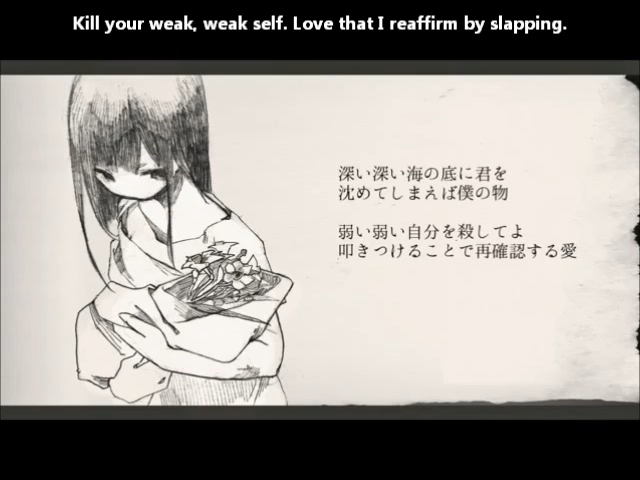 Kill your weak, weak self. Love that I reaffirm by slapping.
深い深い海の底に君を
沈めてしまえば僕の物
弱い弱い自分を殺してよ
叩きつけることで再確認する愛